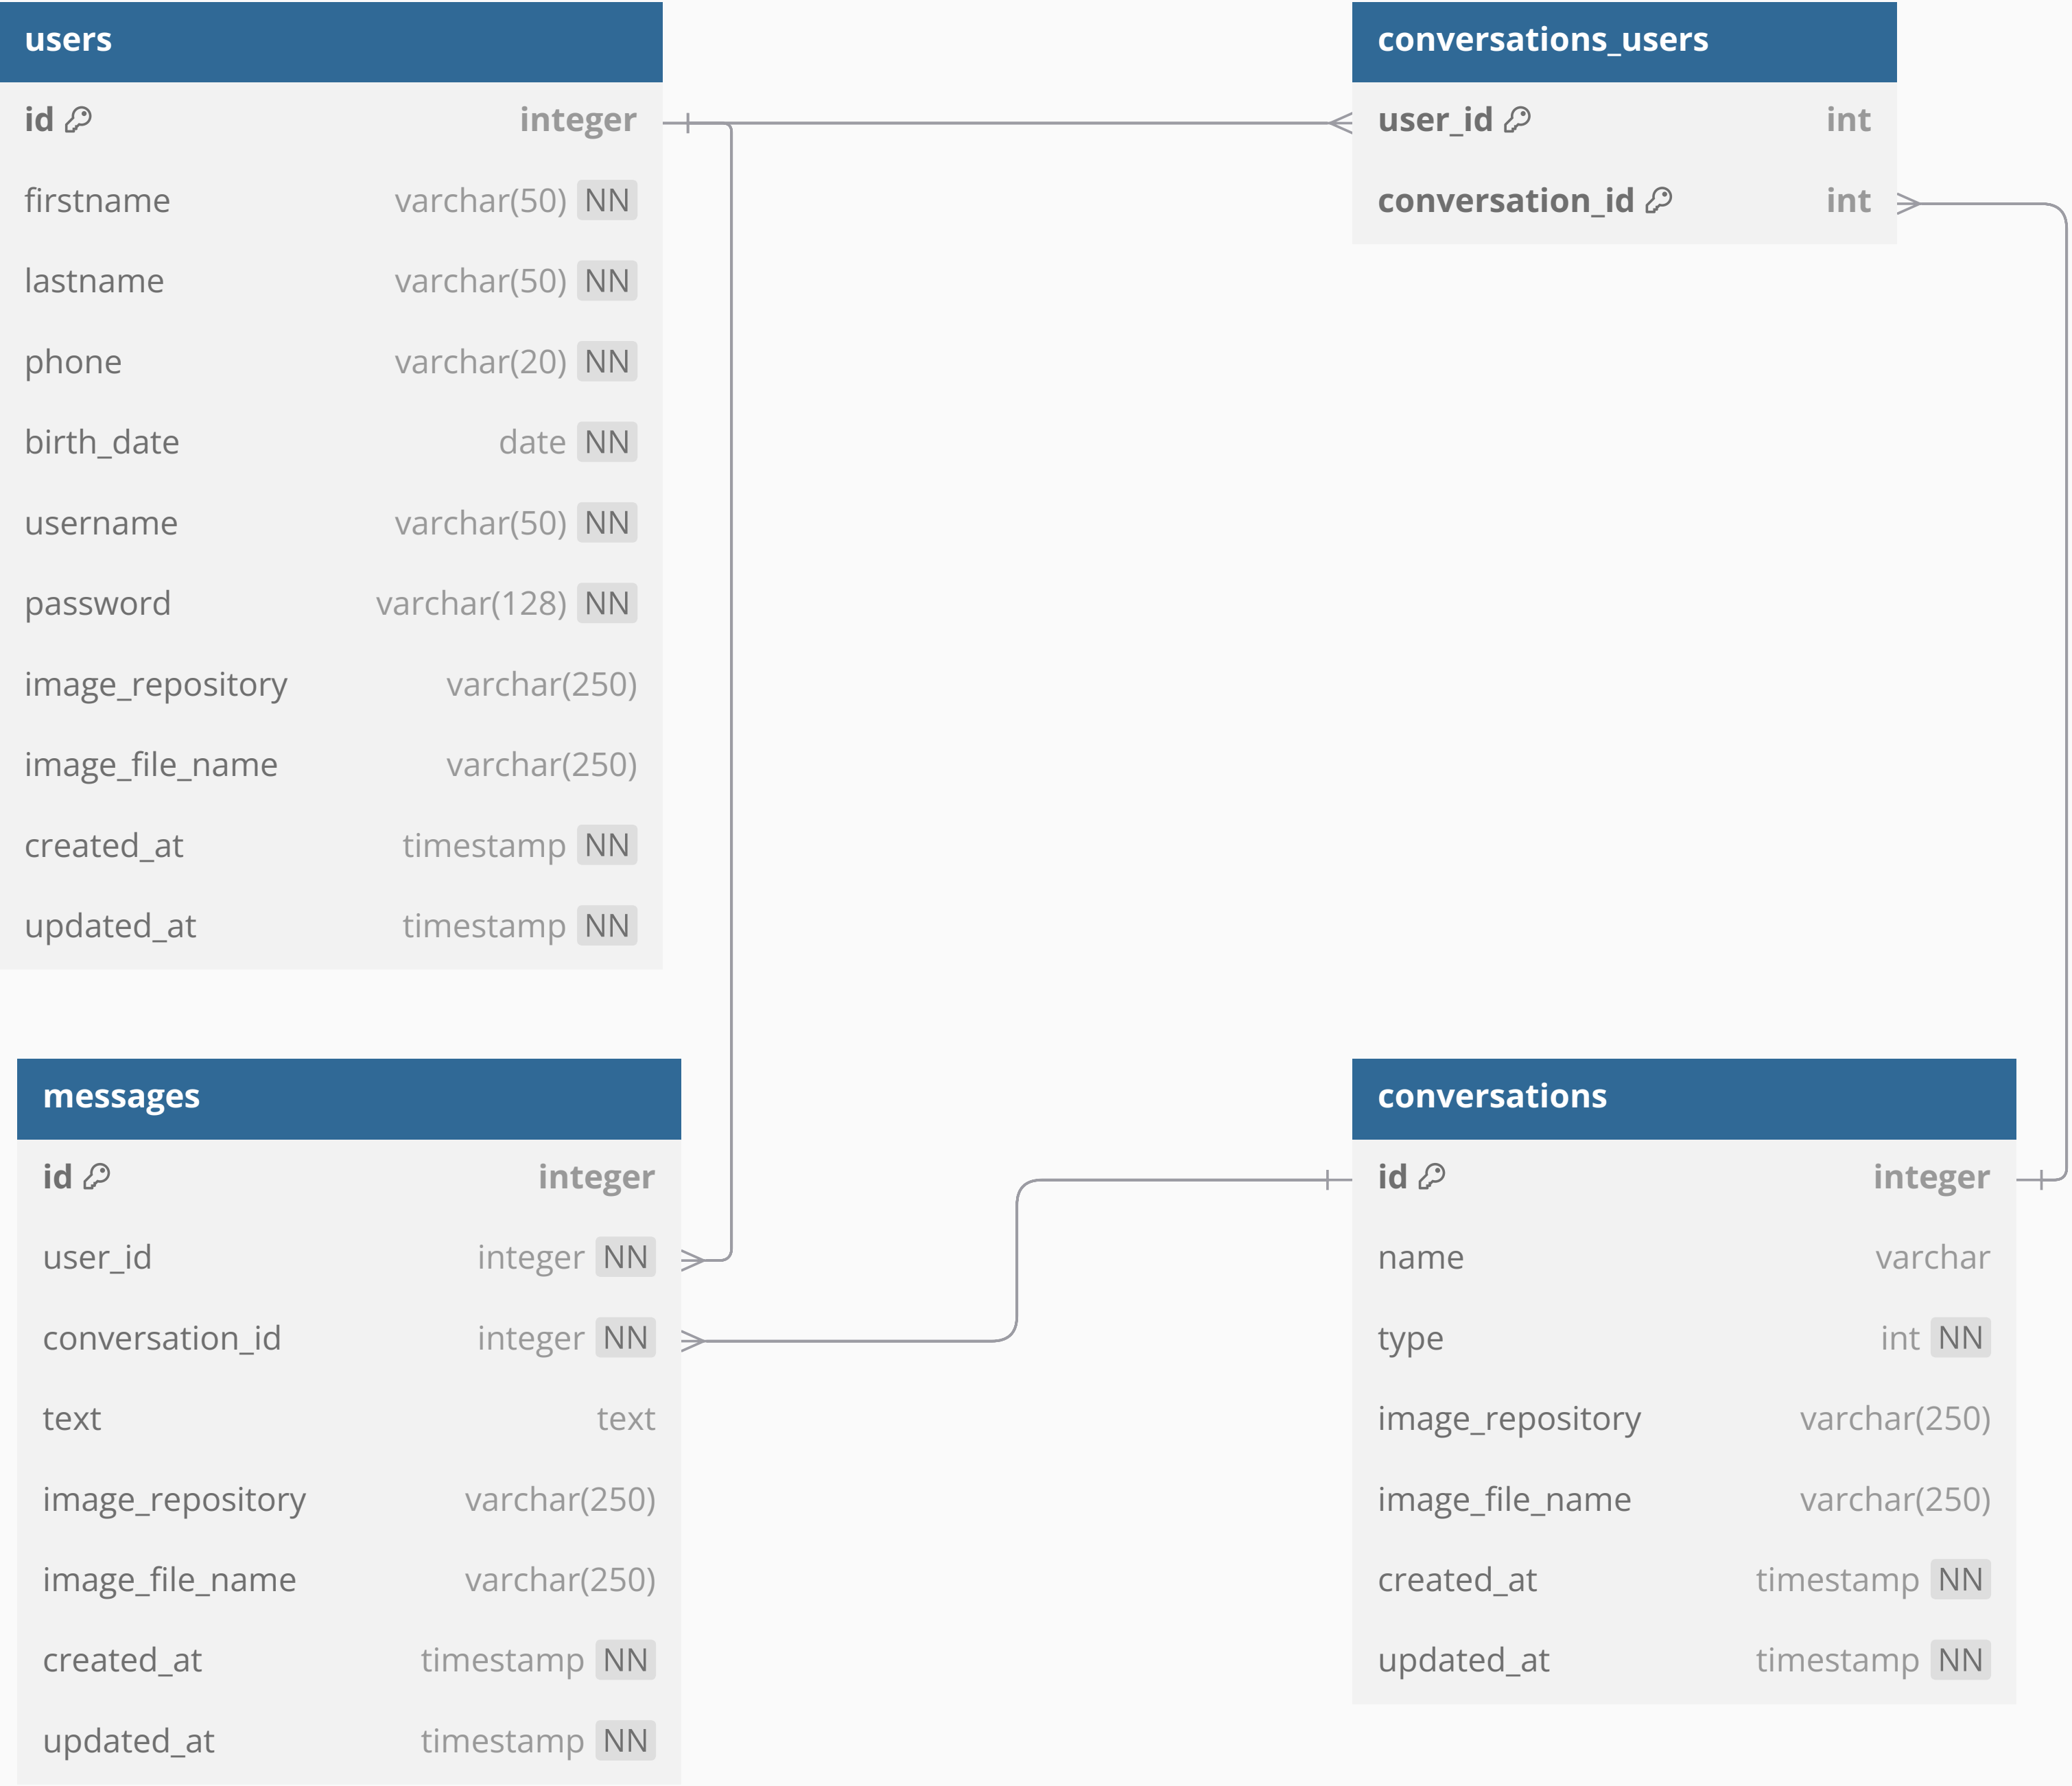 users
id integer
firstname varchar(50) NN
lastname varchar(50) NN
phone varchar(20) NN
birth_date date NN
username varchar(50) NN
password varchar(128) NN
image_repository varchar(250)
image_file_name varchar(250)
created_at timestamp NN
updated_at timestamp NN
conversations_users
user_id int
conversation_id int
messages
id integer
user_id integer NN
conversation_id integer NN
text text
image_repository varchar(250)
image_file_name varchar(250)
created_at timestamp NN
updated_at timestamp NN
conversations
id integer
name varchar
type int NN
image_repository varchar(250)
image_file_name varchar(250)
created_at timestamp NN
updated_at timestamp NN